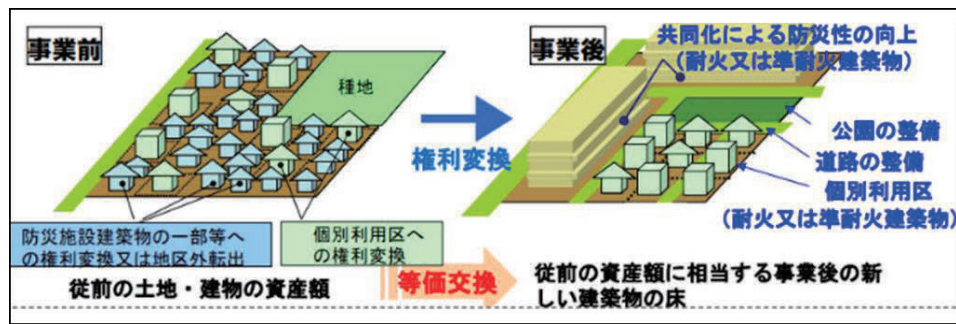 事業前
種地
防災施設建築物の一部等へ
の権利変換又は地区外転出
個別利用区へ
の権利変換
従前の土地・建物の資産額
権利変換
等価交換
事業後
共同化による防災性の向上
(耐火又は準耐火建築物)
公園の整備
道路の整備
個別利用区
(耐火又は準耐火建築物)
従前の資産額に相当する事業後の新
しい建築物の床